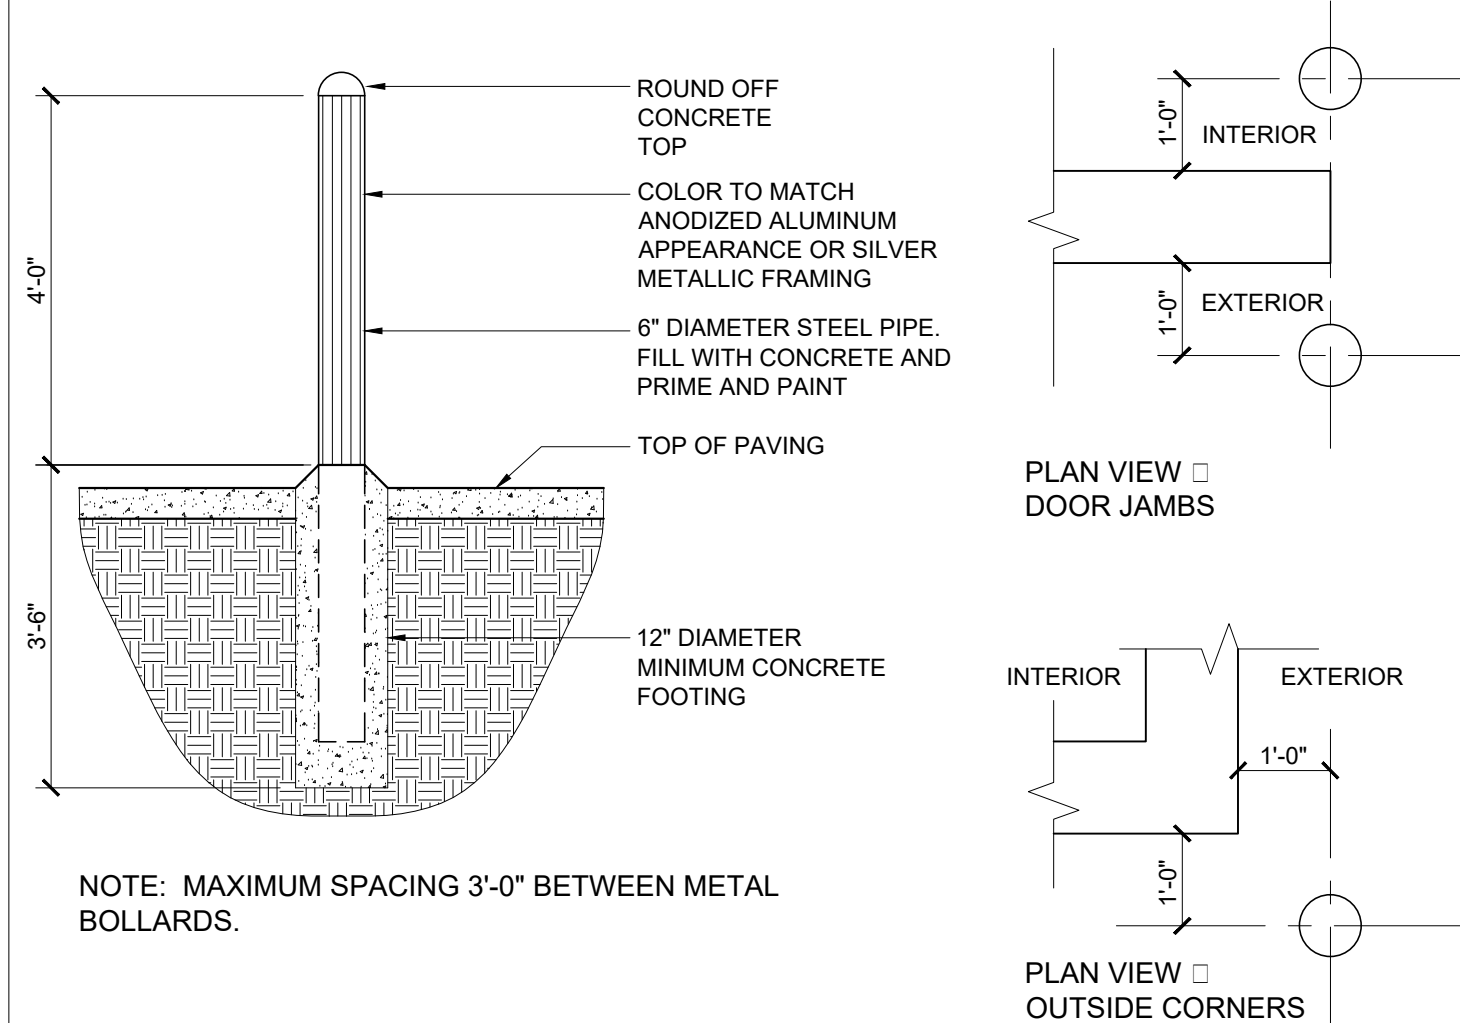 ROUND OFF
CONCRETE
TOP
COLOR TO MATCH
ANODIZED ALUMINUM
APPEARANCE OR SILVER
METALLIC FRAMING
6" DIAMETER STEEL PIPE.
FILL WITH CONCRETE AND
PRIME AND PAINT
TOP OF PAVING
12" DIAMETER
MINIMUM CONCRETE
FOOTING
4'-0"
3'-6"
NOTE: MAXIMUM SPACING 3'-0" BETWEEN METAL
BOLLARDS.
1'-0"
INTERIOR
1'-0"
EXTERIOR
PLAN VIEW □
DOOR JAMBS
INTERIOR
EXTERIOR
1'-0"
1'-0"
PLAN VIEW □
OUTSIDE CORNERS